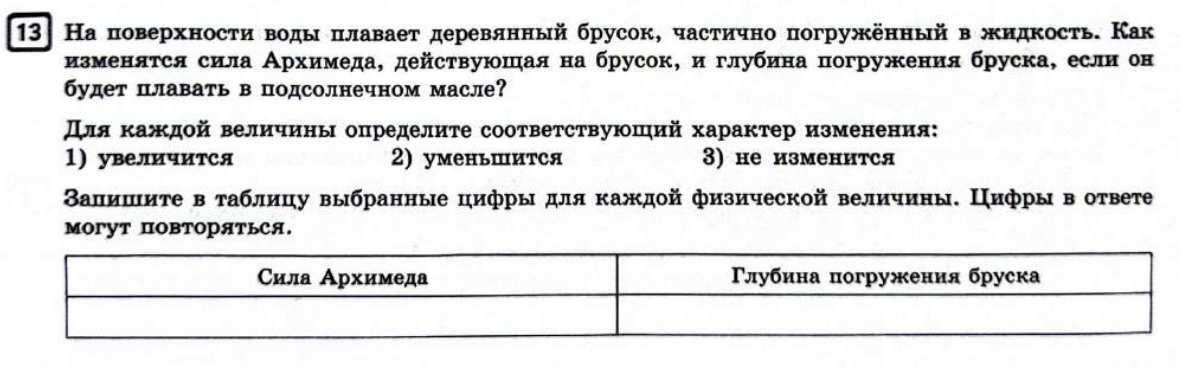 13 На поверхности воды плавает деревянный брусок, частично погружённый в жидкость. Как
изменятся сила Архимеда, действующая на брусок, и глубина погружения бруска, если он
будет плавать в подсолнечном масле?
Для каждой величины определите соответствующий характер изменения:
1) увеличится 2) уменьшится 3) не изменится
Запишите в таблицу выбранные цифры для каждой физической величины. Цифры в ответе
могут повторяться.
Сила Архимеда Глубина погружения бруска